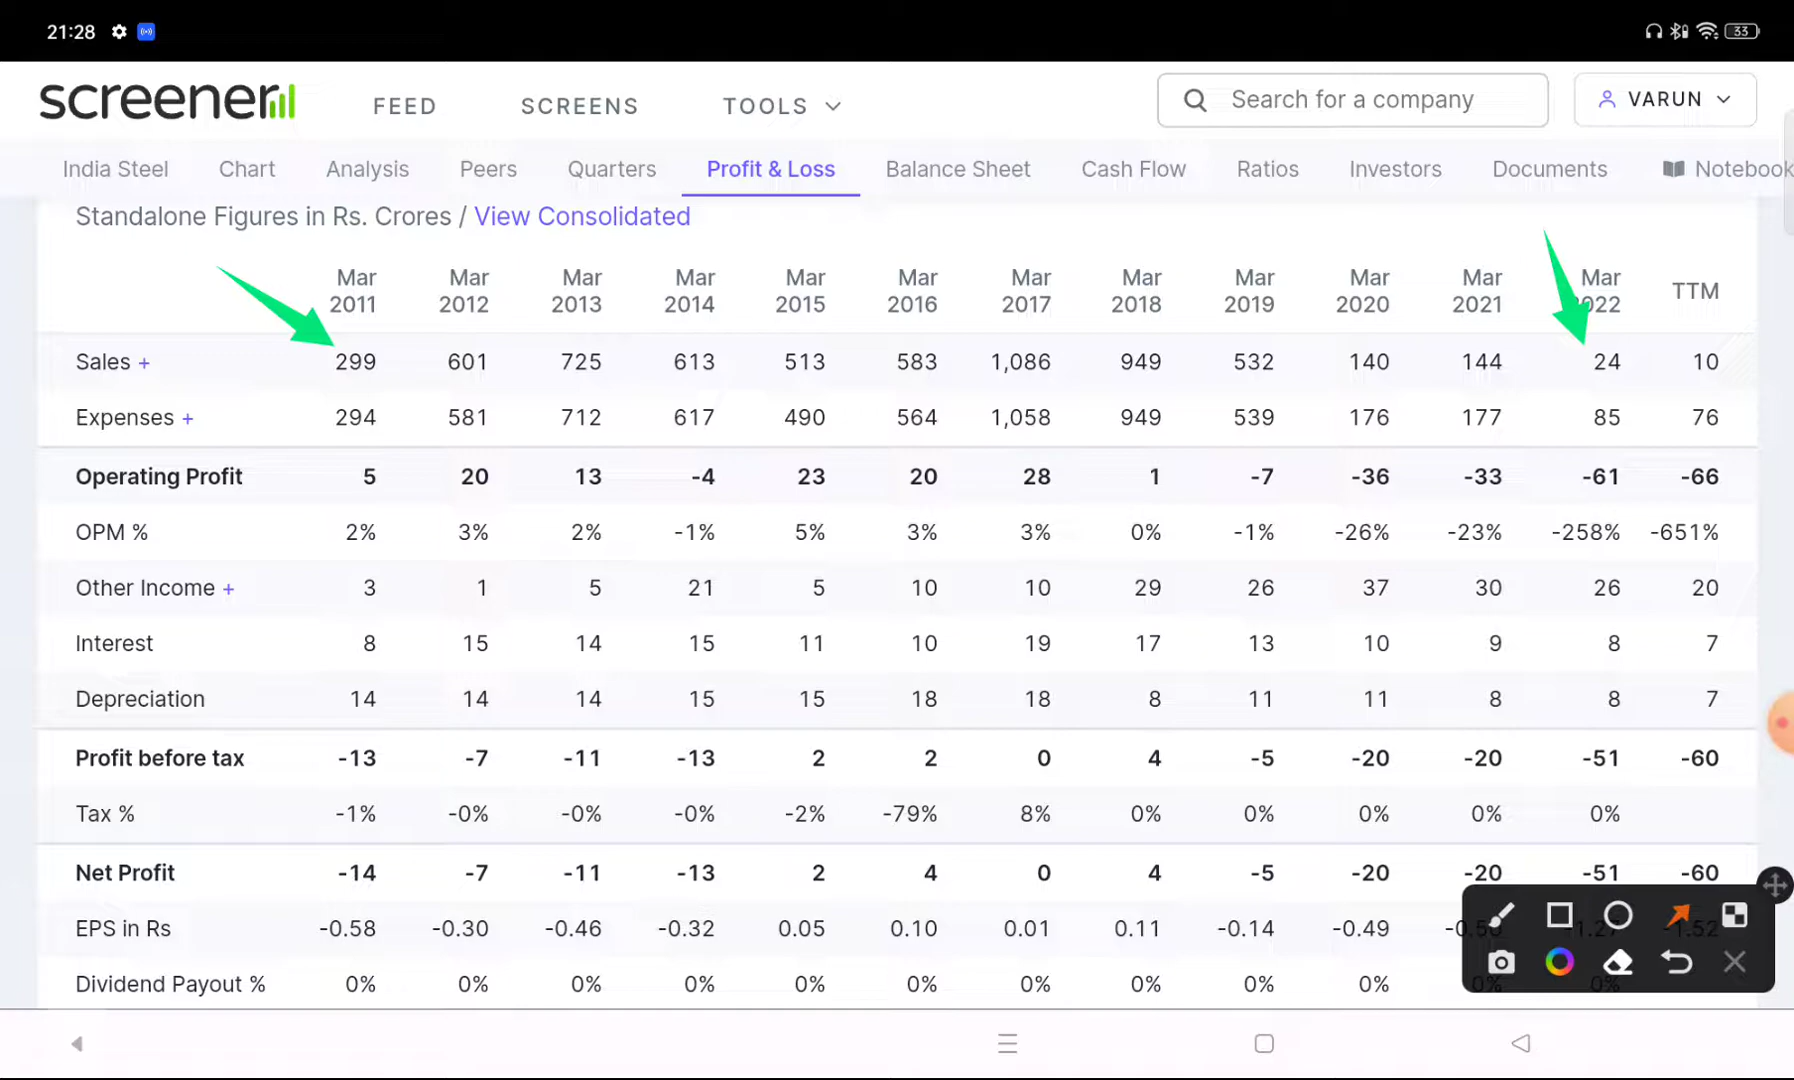 21:28 33
screener FEED SCREENS TOOLS Search for a company VARUN
India Steel Chart Analysis Peers Quarters Profit & Loss Balance Sheet Cash Flow Ratios Investors Documents Notebook
Standalone Figures in Rs. Crores / View Consolidated
Mar 2011 Mar 2012 Mar 2013 Mar 2014 Mar 2015 Mar 2016 Mar 2017 Mar 2018 Mar 2019 Mar 2020 Mar 2021 Mar 2022 TTM
Sales + 299 601 725 613 513 583 1,086 949 532 140 144 24 10
Expenses + 294 581 712 617 490 564 1,058 949 539 176 177 85 76
Operating Profit 5 20 13 -4 23 20 28 1 -7 -36 -33 -61 -66
OPM % 2% 3% 2% -1% 5% 3% 3% 0% -1% -26% -23% -258% -651%
Other Income + 3 1 5 21 5 10 10 29 26 37 30 26 20
Interest 8 15 14 15 11 10 19 17 13 10 9 8 7
Depreciation 14 14 14 15 15 18 18 8 11 11 8 8 7
Profit before tax -13 -7 -11 -13 2 2 0 4 -5 -20 -20 -51 -60
Tax % -1% -0% -0% -0% -2% -79% 8% 0% 0% 0% 0% 0%
Net Profit -14 -7 -11 -13 2 4 0 4 -5 -20 -20 -51 -60
EPS in Rs -0.58 -0.30 -0.46 -0.32 0.05 0.10 0.01 0.11 -0.14 -0.49
Dividend Payout % 0% 0% 0% 0% 0% 0% 0% 0% 0% 0% 0% 0%